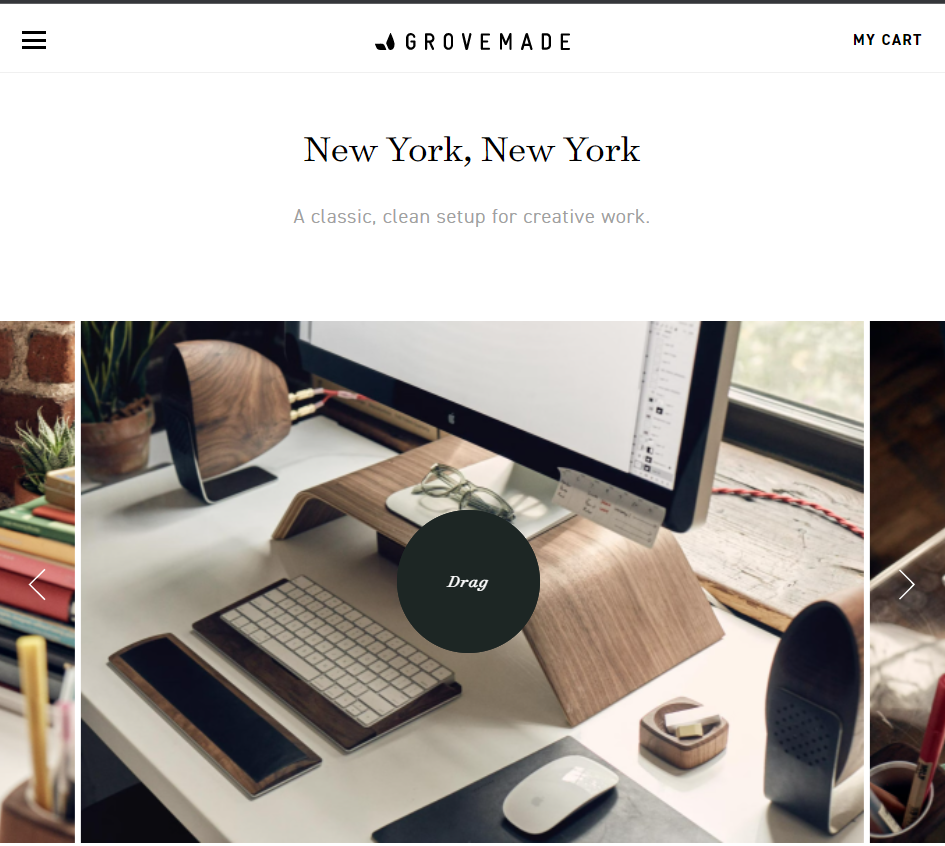 GROVEMADE
MY CART
New York, New York
A classic, clean setup for creative work.
Drag